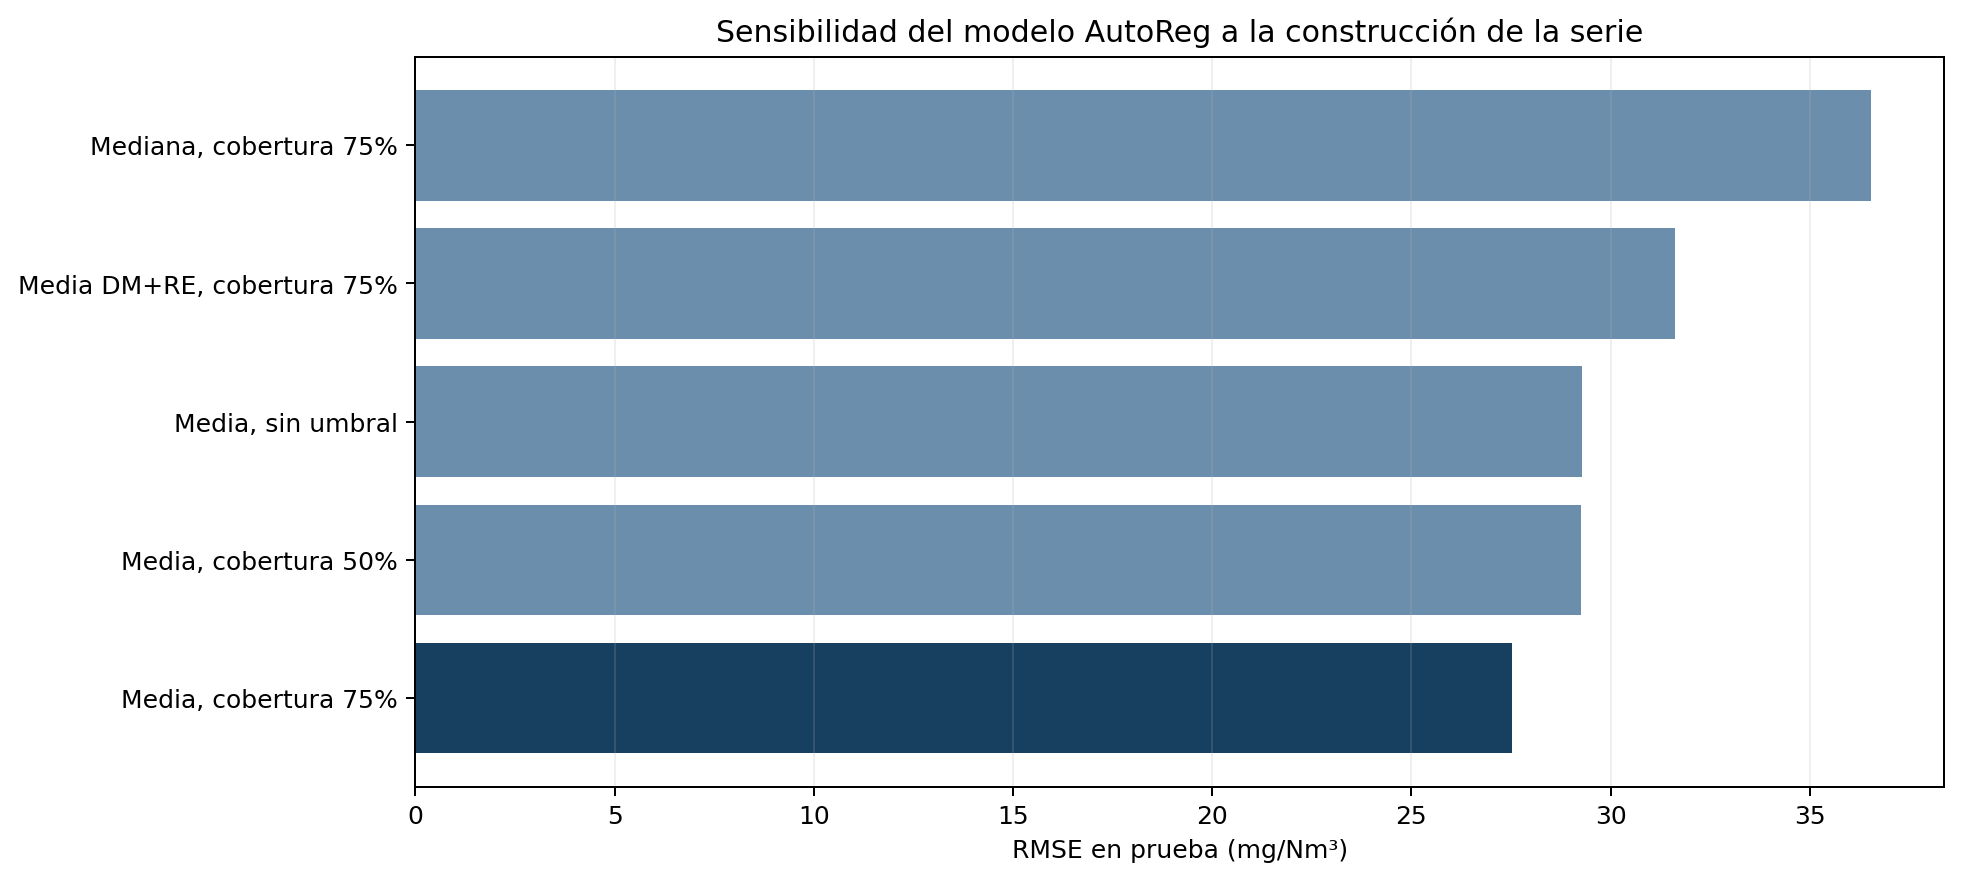 Sensibilidad del modelo AutoReg a la construcción de la serie
Mediana, cobertura 75%
Media DM+RE, cobertura 75%
Media, sin umbral
Media, cobertura 50%
Media, cobertura 75%
0 5 10 15 20 25 30 35
RMSE en prueba (mg/Nm³)